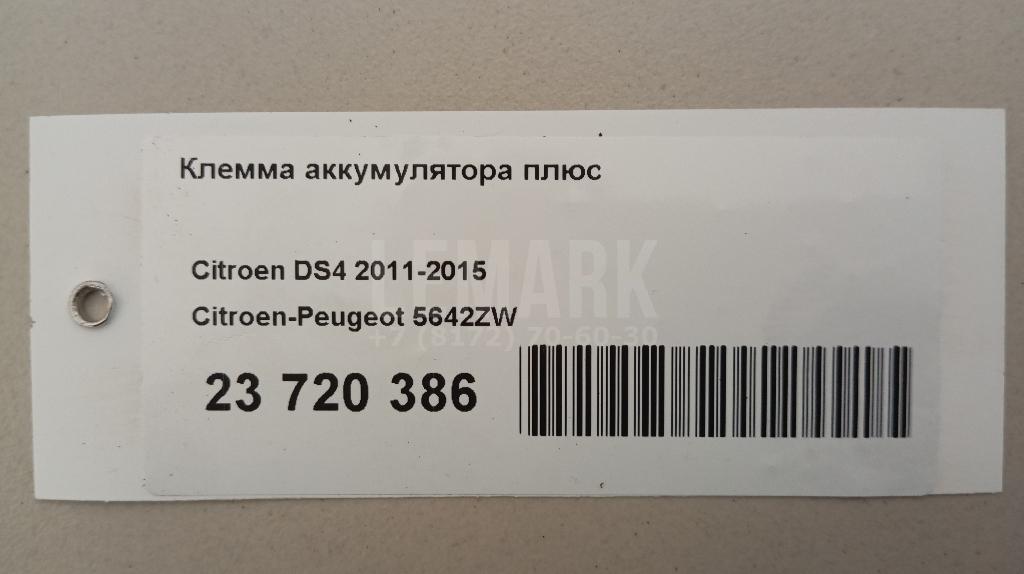 Клемма аккумулятора плюс
LEMARK
Citroen DS4 2011-2015
Citroen-Peugeot 5642ZW
+7 (8172) 70-60-30
23 720 386